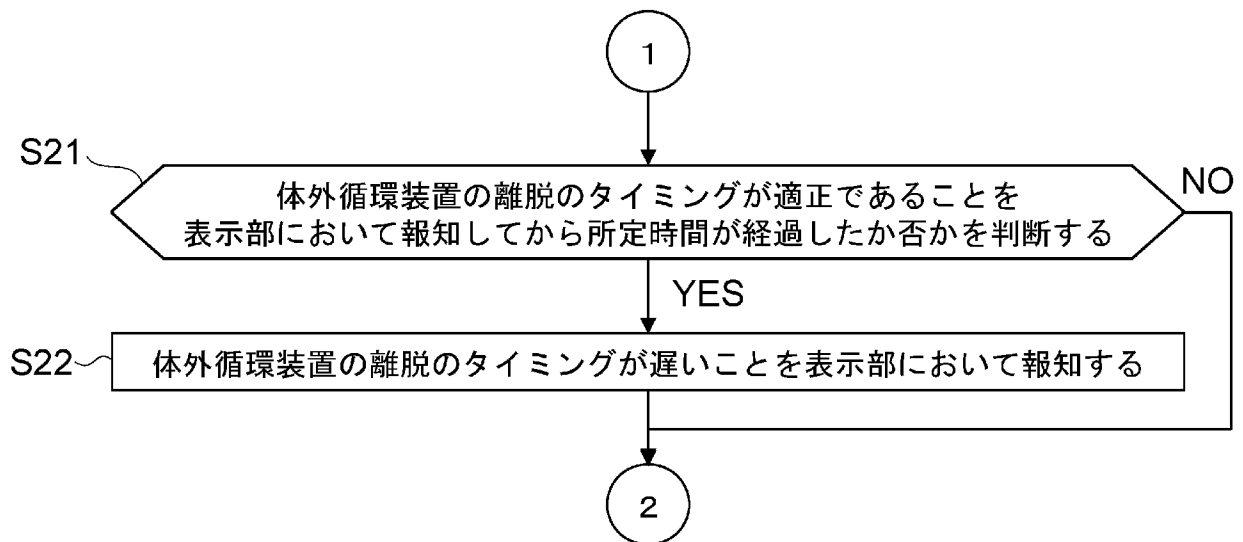 1
S21
体外循環装置の離脱のタイミングが適正であることを
表示部において報知してから所定時間が経過したか否かを判断する
NO
YES
S22
体外循環装置の離脱のタイミングが遅いことを表示部において報知する
2